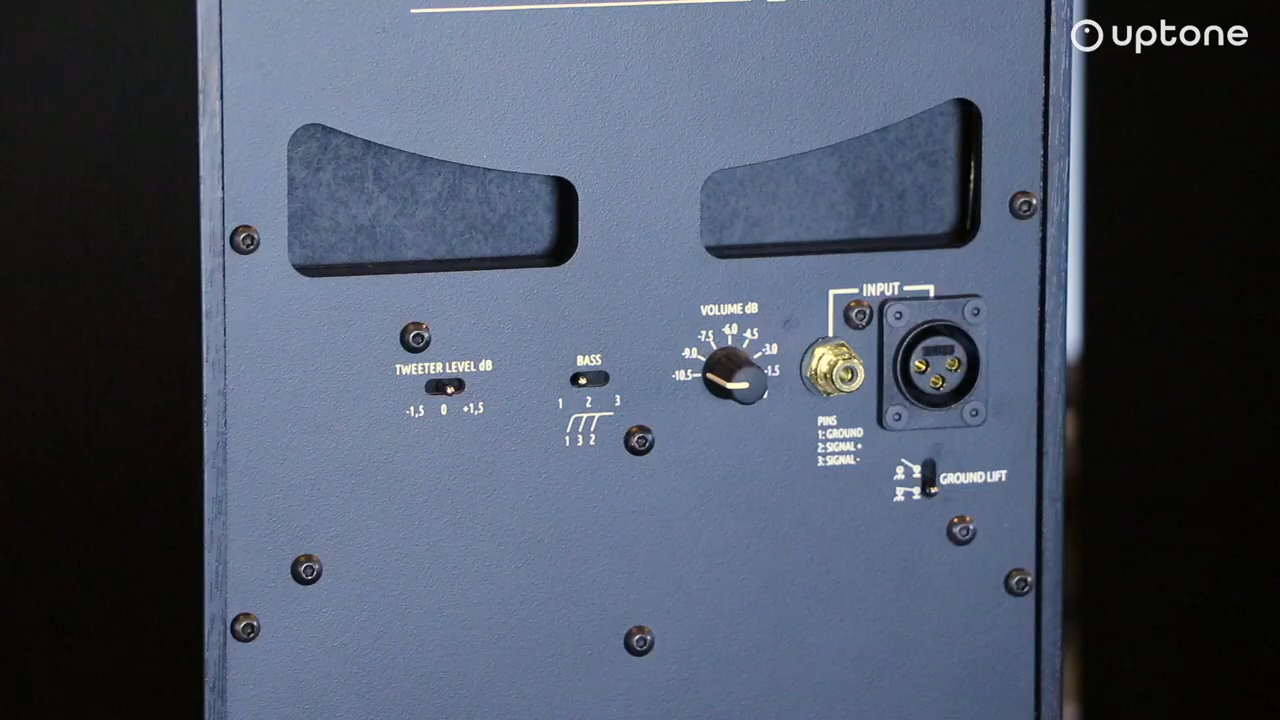 uptone
INPUT
VOLUME dB
-6.0
-7.5
-4.5
-9.0
-3.0
-10.5
-1.5
TWEETER LEVEL dB
-1,5 0 +1,5
BASS
1 2 3
1 3 2
PINS
1: GROUND
2: SIGNAL +
3: SIGNAL -
GROUND LIFT